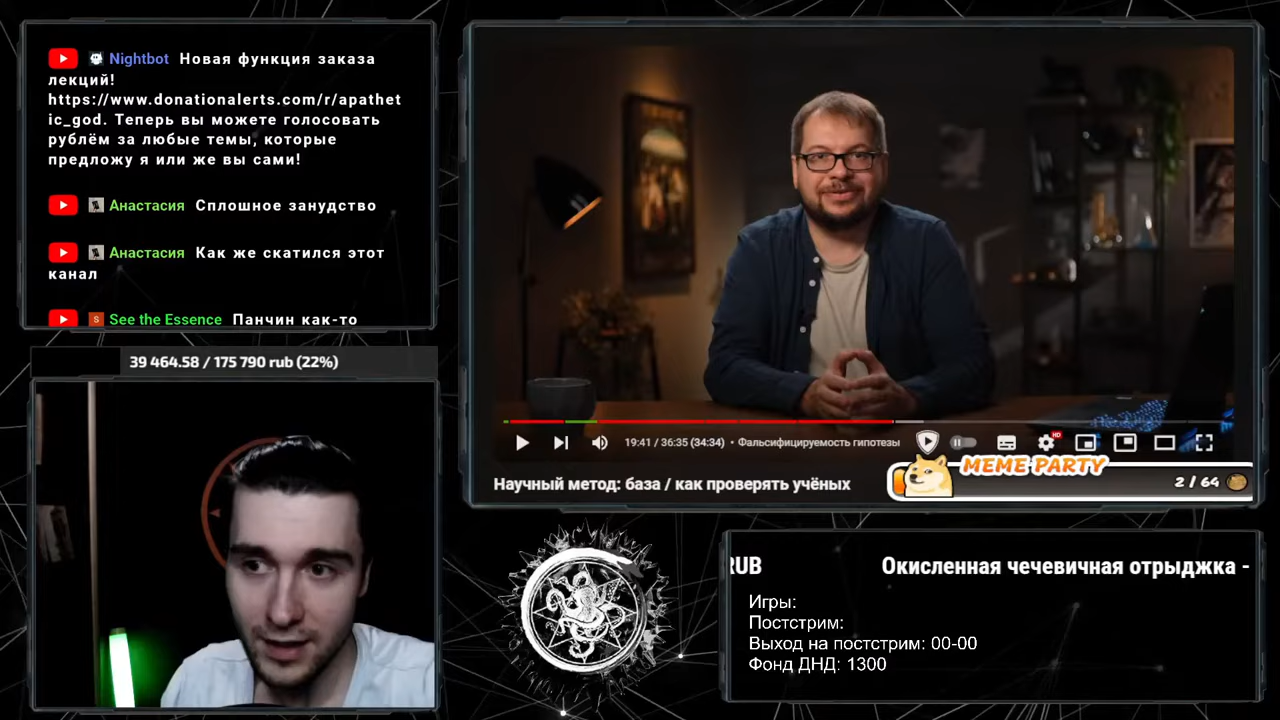 Nightbot Новая функция заказа
лекций!
https://www.donationalerts.com/r/apathet
ic_god. Теперь вы можете голосовать
рублём за любые темы, которые
предложу я или же вы сами!
Анастасия Сплошное занудство
Анастасия Как же скатился этот
канал
See the Essence Панчин как-то
39 464.58 / 175 790 rub (22%)
19:41 / 36:35 (34:34) • Фальсифицируемость гипотезы
HD
Научный метод: база / как проверять учёных
MEME PARTY
2 / 64
RUB Окисленная чечевичная отрыджка -
Игры:
Постстрим:
Выход на постстрим: 00-00
Фонд ДНД: 1300